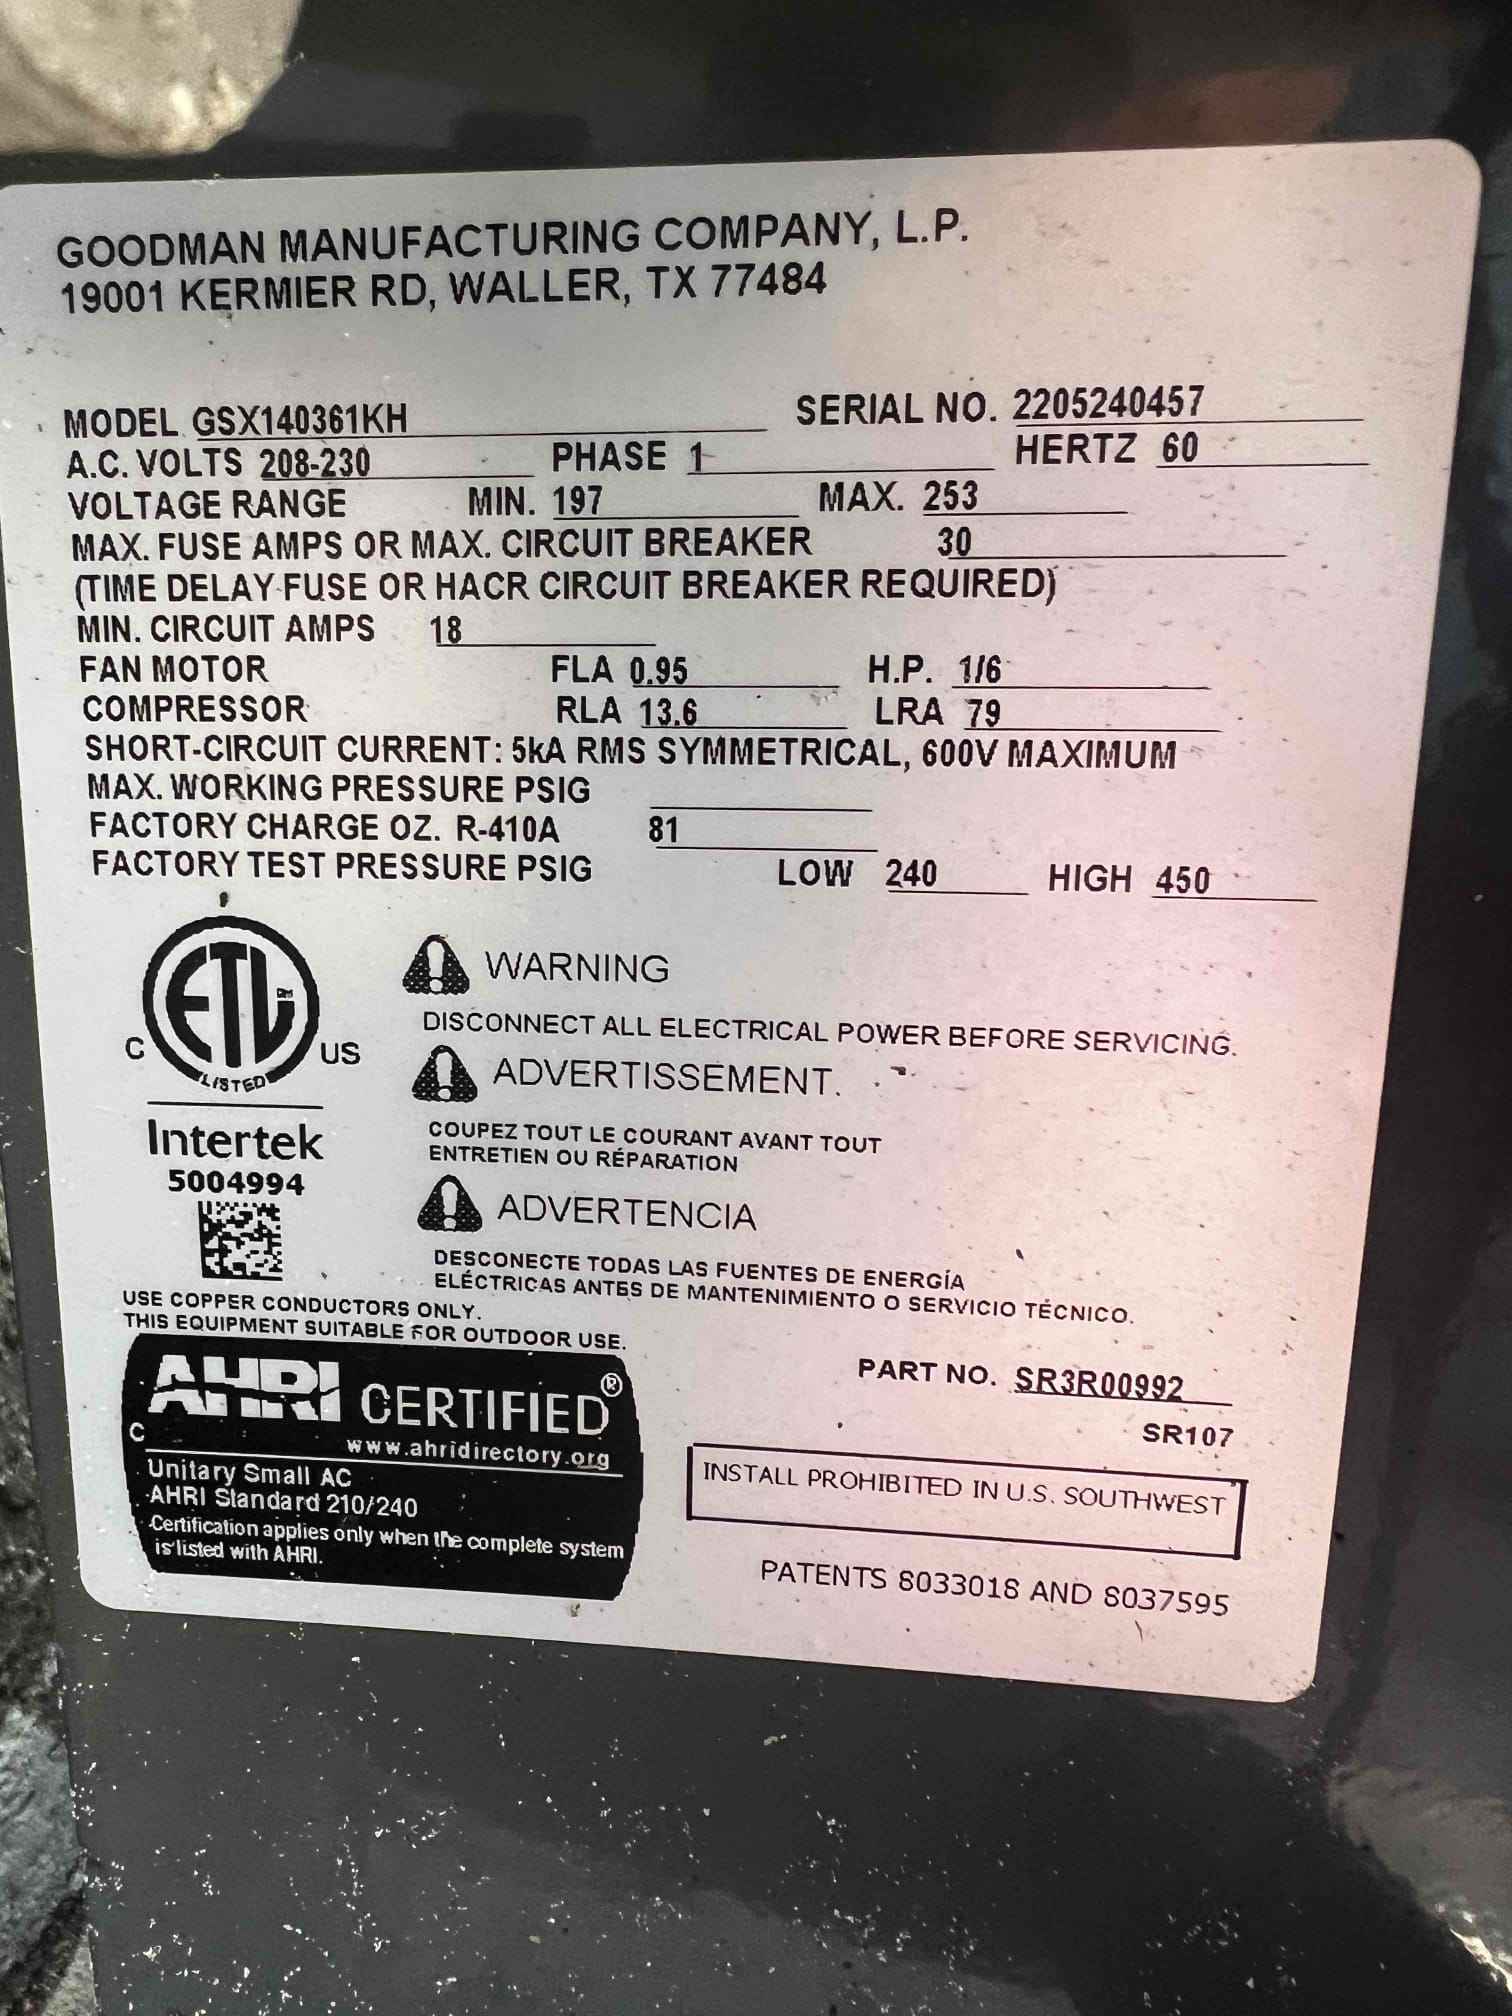 GOODMAN MANUFACTURING COMPANY, L.P.
19001 KERMIER RD, WALLER, TX 77484
MODEL GSX140361KH SERIAL NO. 2205240457
A.C. VOLTS 208-230 PHASE 1 HERTZ 60
VOLTAGE RANGE MIN. 197 MAX. 253
MAX. FUSE AMPS OR MAX. CIRCUIT BREAKER 30
(TIME DELAY FUSE OR HACR CIRCUIT BREAKER REQUIRED)
MIN. CIRCUIT AMPS 18
FAN MOTOR FLA 0.95 H.P. 1/6
COMPRESSOR RLA 13.6 LRA 79
SHORT-CIRCUIT CURRENT: 5kA RMS SYMMETRICAL, 600V MAXIMUM
MAX. WORKING PRESSURE PSIG
FACTORY CHARGE OZ. R-410A 81
FACTORY TEST PRESSURE PSIG LOW 240 HIGH 450
ETL CM
LISTED
C US
Intertek
5004994
WARNING
DISCONNECT ALL ELECTRICAL POWER BEFORE SERVICING.
ADVERTISSEMENT.
COUPEZ TOUT LE COURANT AVANT TOUT
ENTRETIEN OU RÉPARATION
ADVERTENCIA
DESCONECTE TODAS LAS FUENTES DE ENERGÍA
ELÉCTRICAS ANTES DE MANTENIMIENTO O SERVICIO TÉCNICO.
USE COPPER CONDUCTORS ONLY.
THIS EQUIPMENT SUITABLE FOR OUTDOOR USE.
AHRI CERTIFIED®
C
www.ahridirectory.org
Unitary Small AC
AHRI Standard 210/240
Certification applies only when the complete system
is listed with AHRI.
PART NO. SR3R00992
SR107
INSTALL PROHIBITED IN U.S. SOUTHWEST
PATENTS 8033018 AND 8037595